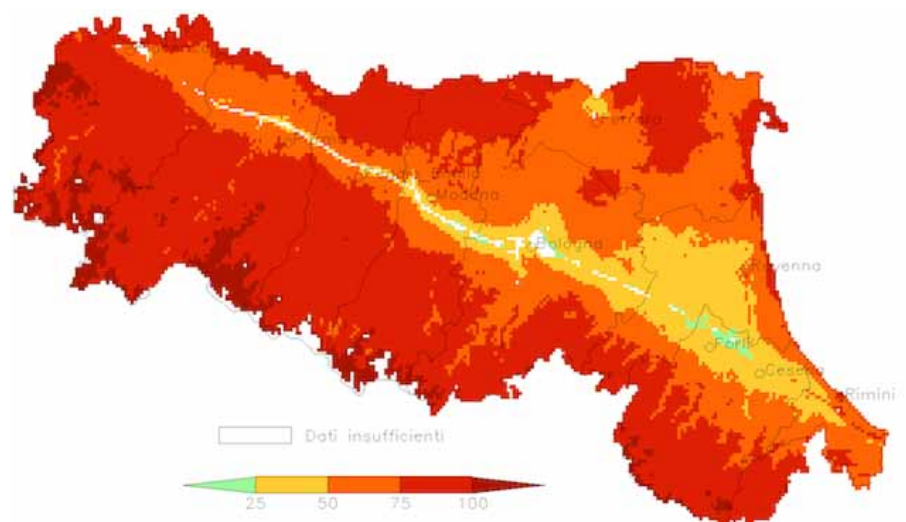 Ferrara
Modena
Bologna
Ravenna
Forlì
Cesena
Rimini
Dati insufficienti
25 50 75 100